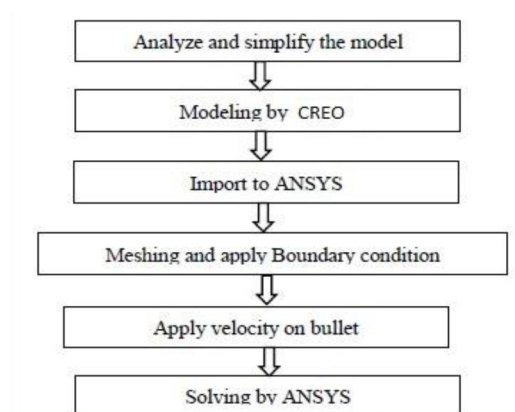 Analyze and simplify the model
Modeling by CREO
Import to ANSYS
Meshing and apply Boundary condition
Apply velocity on bullet
Solving by ANSYS